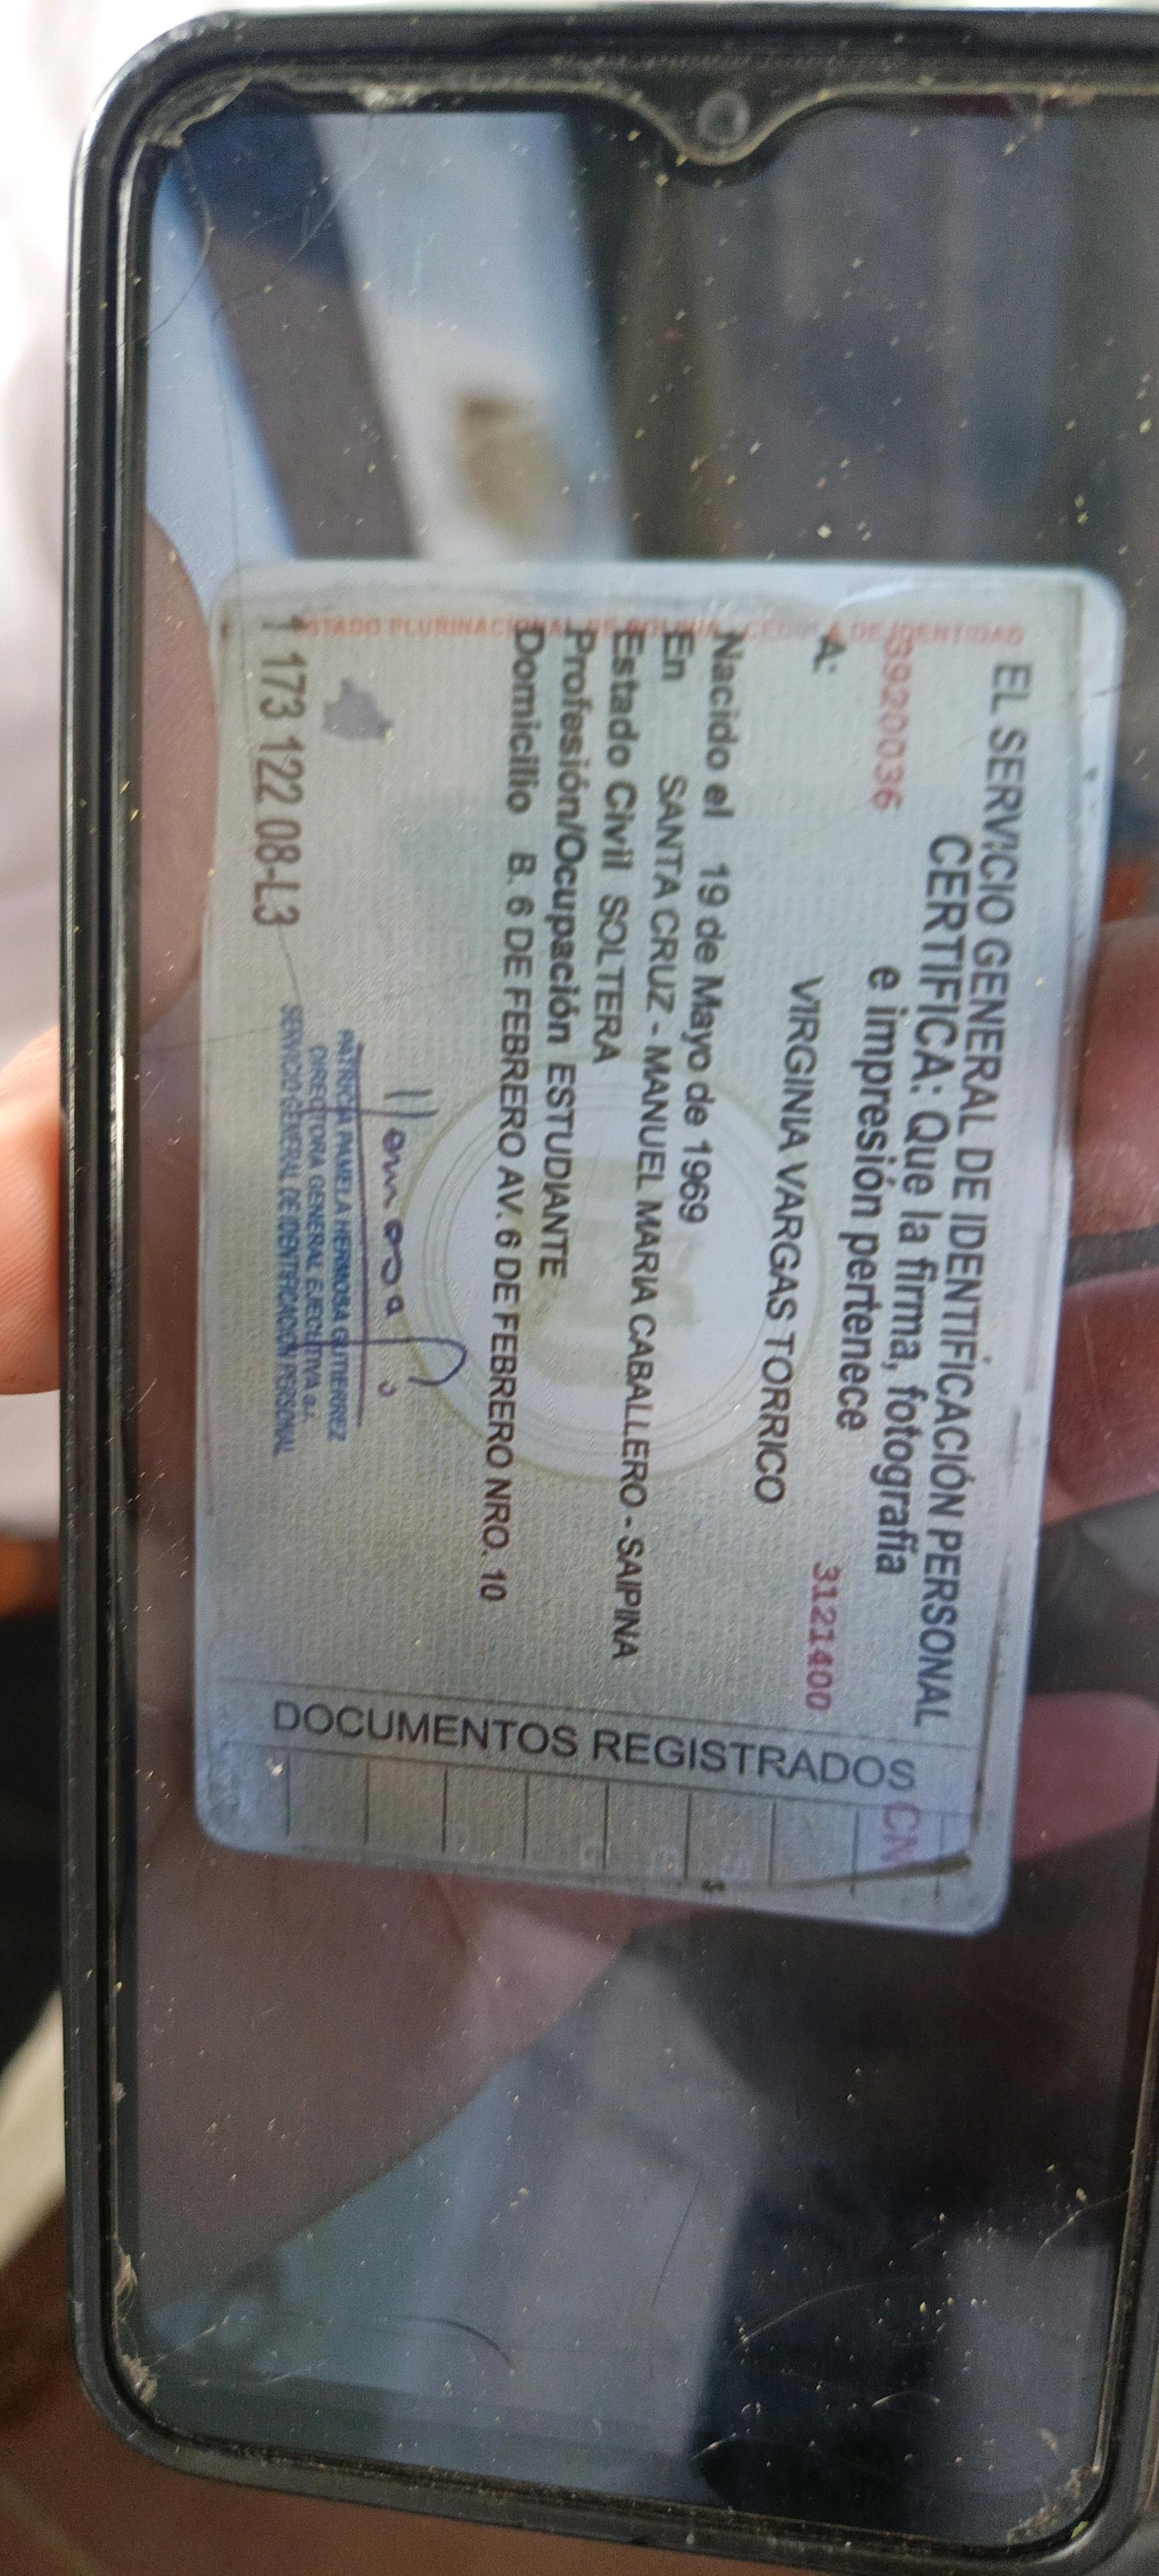 ESTADO PLURINACIONAL DE BOLIVIA - CEDULA DE IDENTIDAD
EL SERVICIO GENERAL DE IDENTIFICACIÓN PERSONAL
CERTIFICA: Que la firma, fotografía
3920036 e impresión pertenece
3121400
A: VIRGINIA VARGAS TORRICO
Nacido el 19 de Mayo de 1969
En SANTA CRUZ - MANUEL MARIA CABALLERO - SAIPINA
Estado Civil SOLTERA
Profesión/Ocupación ESTUDIANTE
Domicilio B. 6 DE FEBRERO AV. 6 DE FEBRERO NRO. 10
Hermosa G
PATRICIA PAMELA HERMOSA GUTIERREZ
DIRECTORA GENERAL EJECUTIVA a.i.
SERVICIO GENERAL DE IDENTIFICACIÓN PERSONAL
1 173 122 08-L3
DOCUMENTOS REGISTRADOS
CN